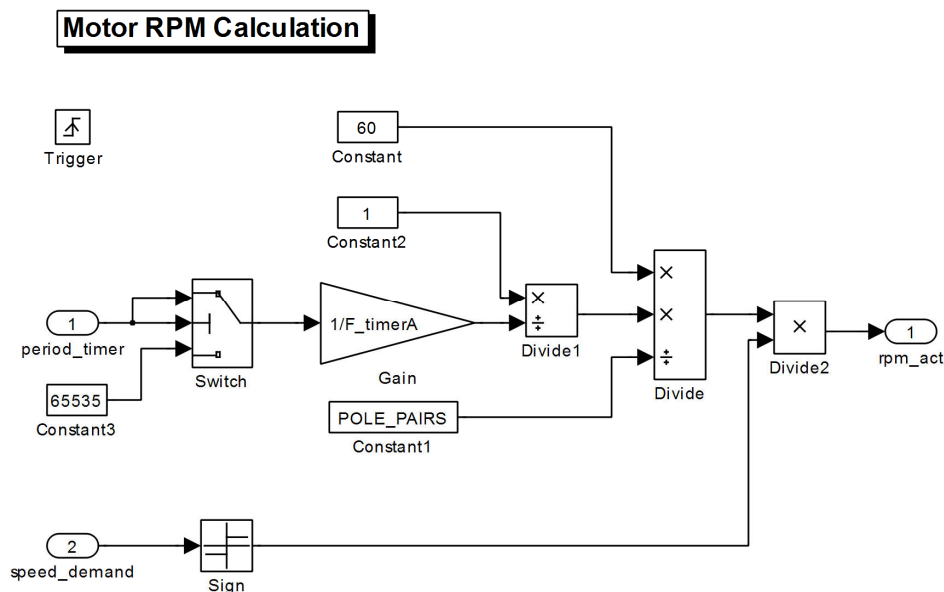 Motor RPM Calculation
Trigger
60
Constant
1
Constant2
1
period_timer
65535
Constant3
Switch
1/F_timerA
Gain
×
÷
Divide1
POLE_PAIRS
Constant1
×
×
÷
Divide
×
Divide2
1
rpm_act
2
speed_demand
Sign